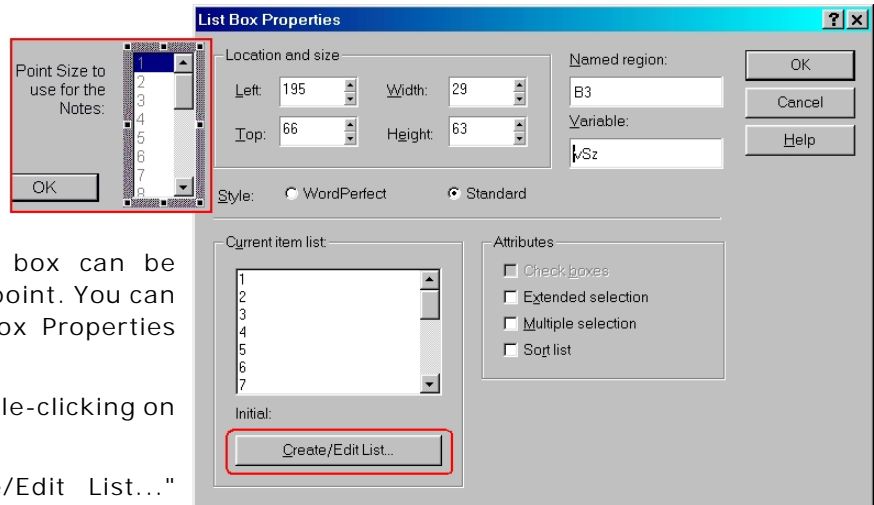 List Box Properties
Point Size to
use for the
Notes:
1
2
3
4
5
6
7
8
OK
Location and size
Left: 195 Width: 29
Top: 66 Height: 63
Named region:
B3
Variable:
vSz
OK
Cancel
Help
Style: WordPerfect Standard
Current item list:
1
2
3
4
5
6
7
Initial:
Create/Edit List...
Attributes
Check boxes
Extended selection
Multiple selection
Sort list
box can be
point. You can
ox Properties
le-clicking on
e/Edit List..."